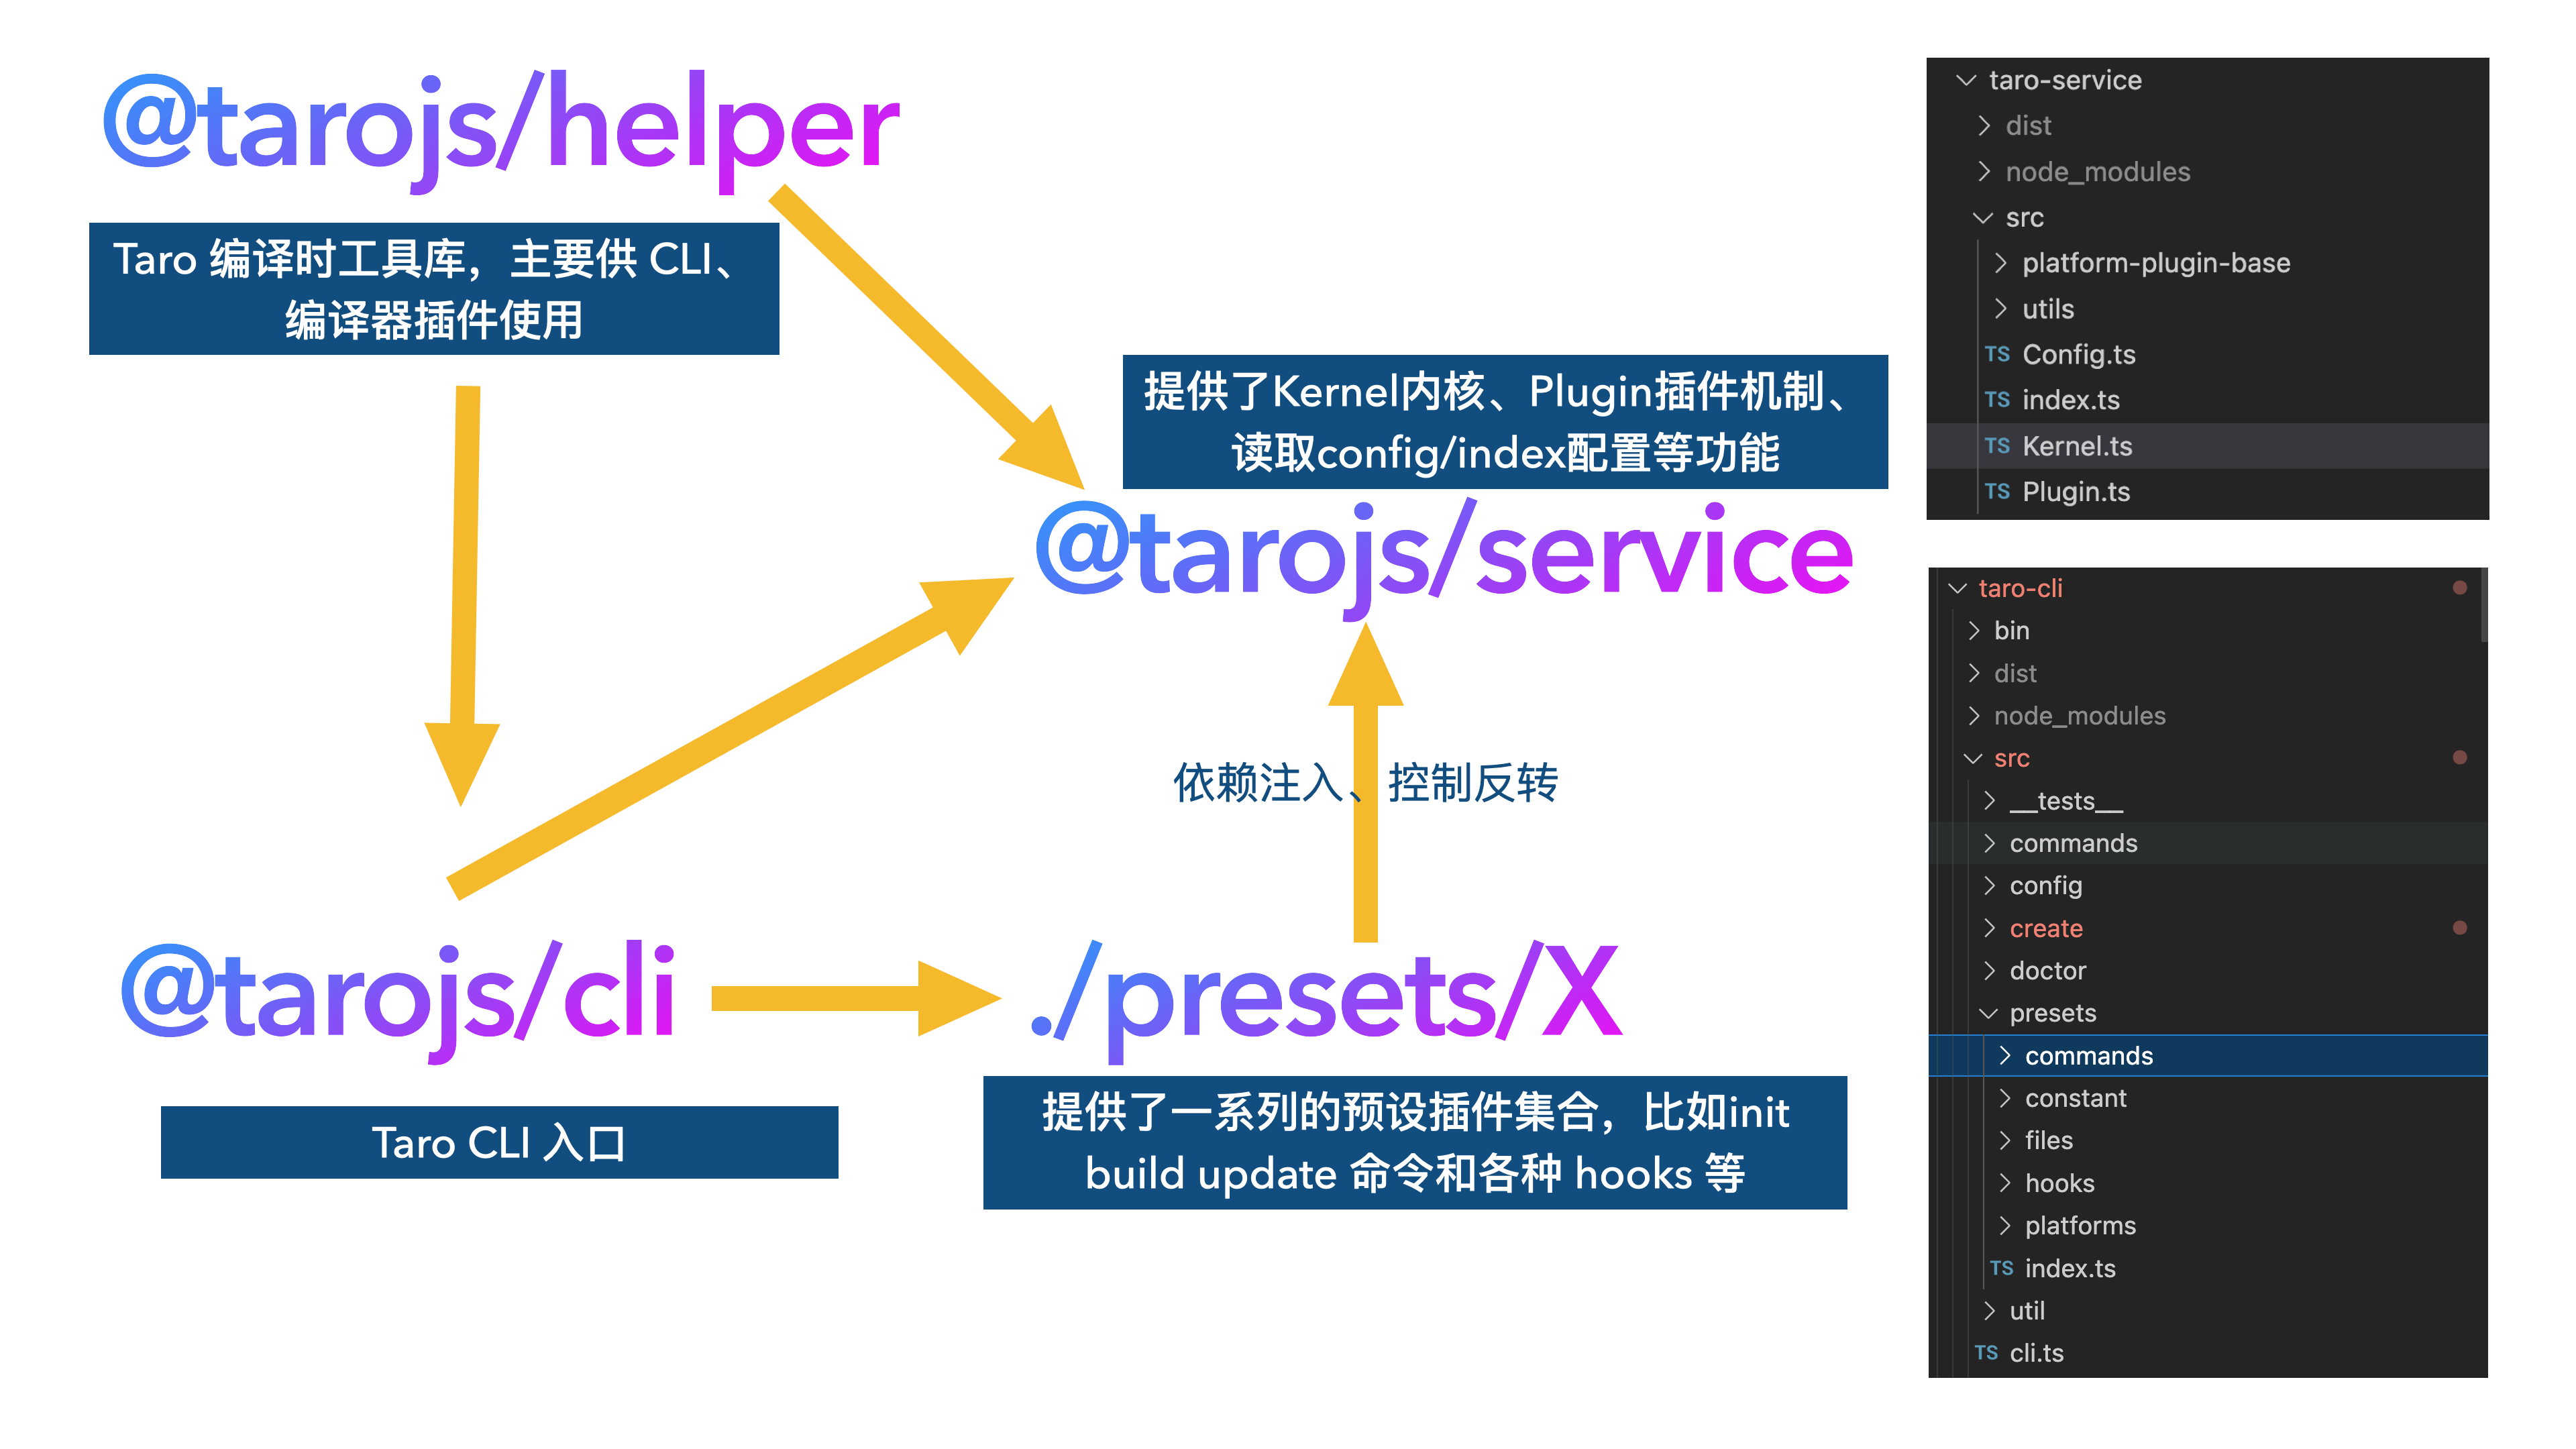 @tarojs/helper
Taro 编译时工具库，主要供 CLI、
编译器插件使用
提供了Kernel内核、Plugin插件机制、
读取config/index配置等功能
@tarojs/service
依赖注入、控制反转
@tarojs/cli
Taro CLI 入口
./presets/X
提供了一系列的预设插件集合，比如init
build update 命令和各种 hooks 等
taro-service
dist
node_modules
src
platform-plugin-base
utils
TS Config.ts
TS index.ts
TS Kernel.ts
TS Plugin.ts
taro-cli
bin
dist
node_modules
src
__tests__
commands
config
create
doctor
presets
commands
constant
files
hooks
platforms
TS index.ts
util
TS cli.ts